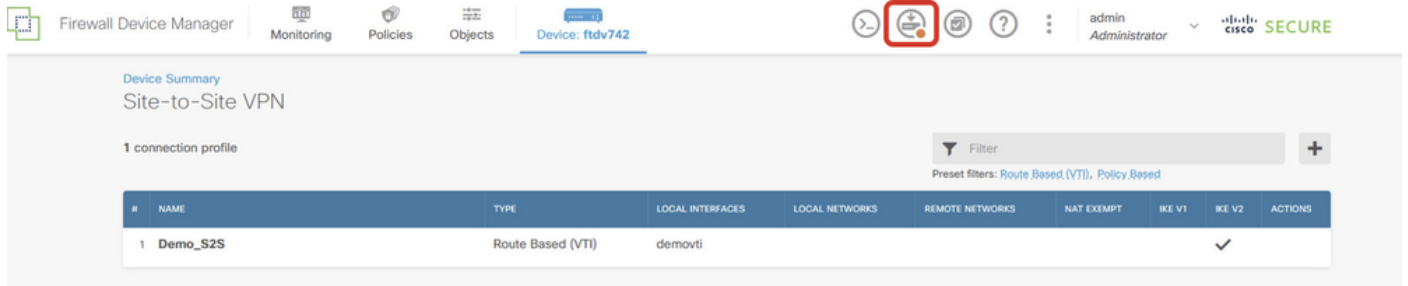 Firewall Device Manager Monitoring Policies Objects Device: ftdv742 >_ ? admin Administrator cisco SECURE
Device Summary
Site-to-Site VPN
1 connection profile Filter +
Preset filters: Route Based (VTI), Policy Based
# NAME TYPE LOCAL INTERFACES LOCAL NETWORKS REMOTE NETWORKS NAT EXEMPT IKE V1 IKE V2 ACTIONS
1 Demo_S2S Route Based (VTI) demovti ✓